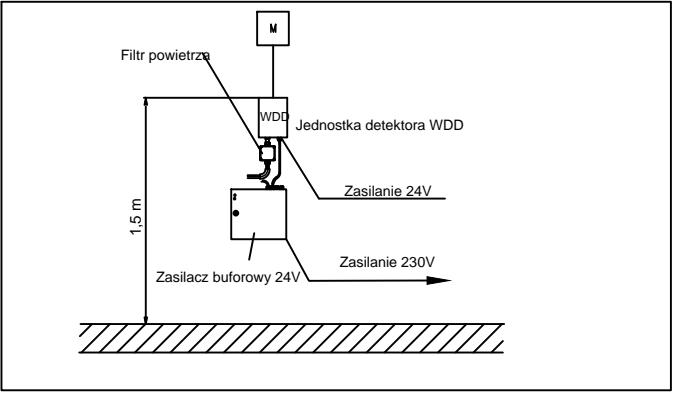 M
Filtr powietrza
WDD
Jednostka detektora WDD
Zasilanie 24V
1,5 m
Zasilanie 230V
Zasilacz buforowy 24V